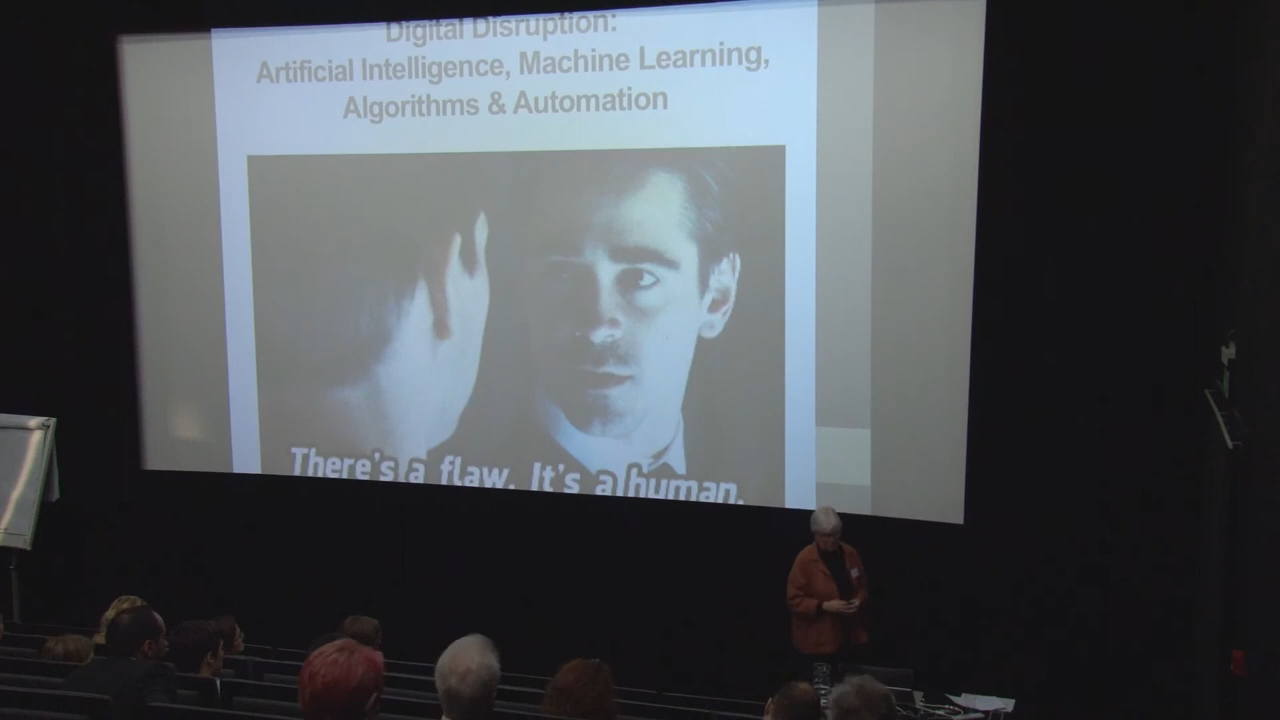 Digital Disruption:
Artificial Intelligence, Machine Learning,
Algorithms & Automation
There's a flaw. It's a human.